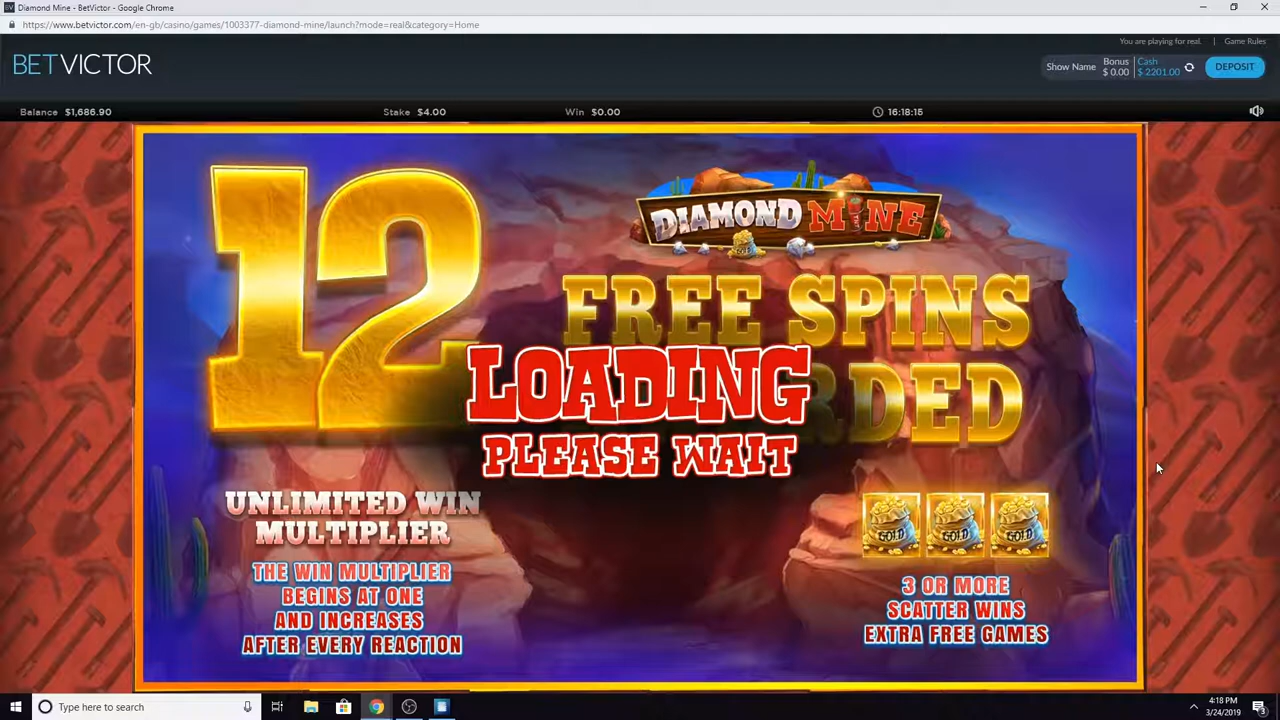 Diamond Mine - BetVictor - Google Chrome
https://www.betvictor.com/en-gb/casino/games/1003377-diamond-mine/launch?mode=real&category=Home
You are playing for real. | Game Rules
BETVICTOR
Show Name
Bonus
$ 0.00
Cash
$ 2201.00
DEPOSIT
Balance $1,686.90
Stake $4.00
Win $0.00
16:18:15
12
DIAMOND MINE
FREE SPINS
LOADING
PLEASE WAIT
UNLIMITED WIN
MULTIPLIER
THE WIN MULTIPLIER
BEGINS AT ONE
AND INCREASES
AFTER EVERY REACTION
GOLD GOLD GOLD
3 OR MORE
SCATTER WINS
EXTRA FREE GAMES
Type here to search
4:18 PM
3/24/2019